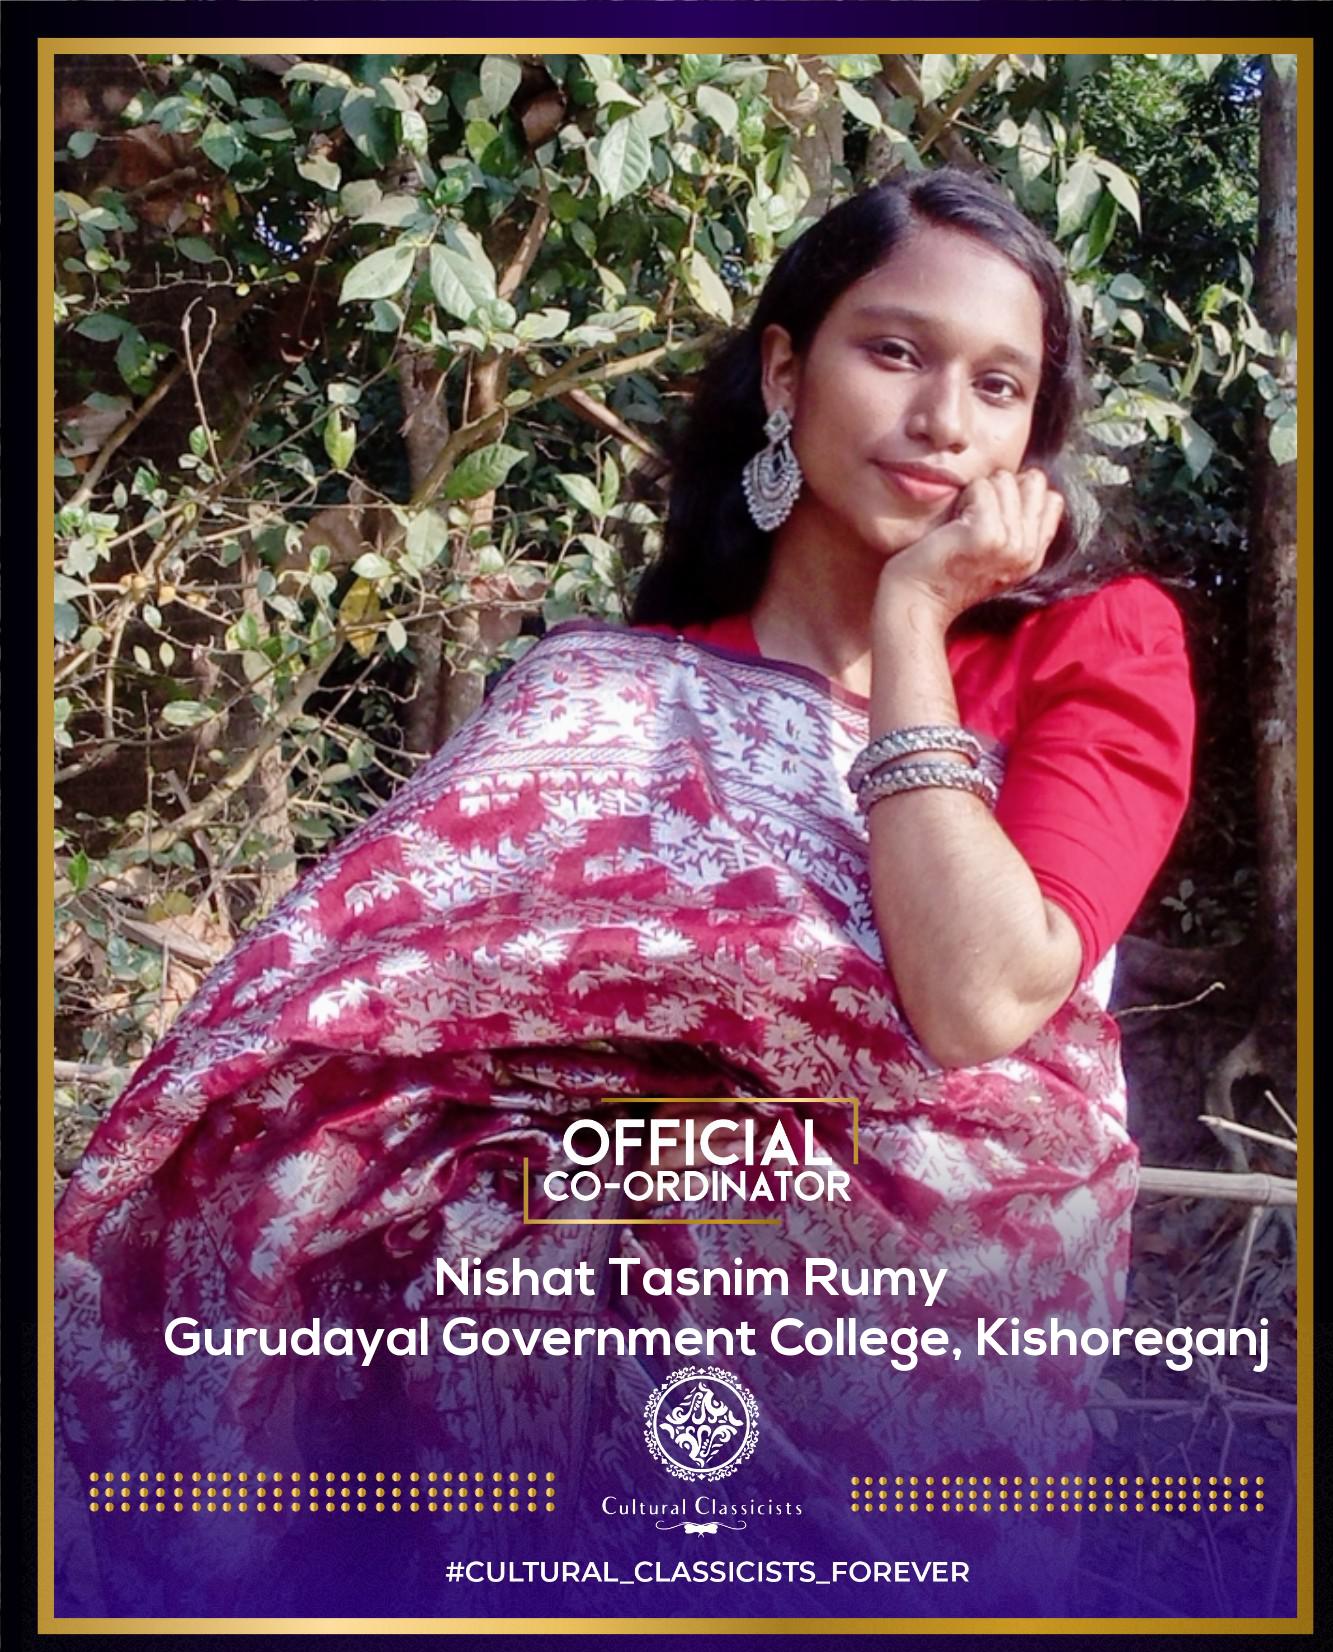 OFFICIAL
CO-ORDINATOR
Nishat Tasnim Rumy
Gurudayal Government College, Kishoreganj
Cultural Classicists
#CULTURAL_CLASSICISTS_FOREVER